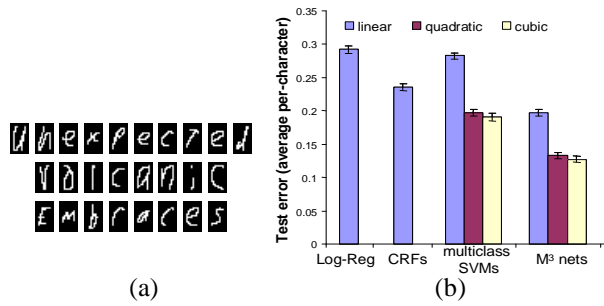 Unexpected
Volcanic
Embraces
(a)
0.35
0.3
0.25
0.2
0.15
0.1
0.05
0
Test error (average per-character)
linear quadratic cubic
Log-Reg CRFs multiclass SVMs M³ nets
(b)